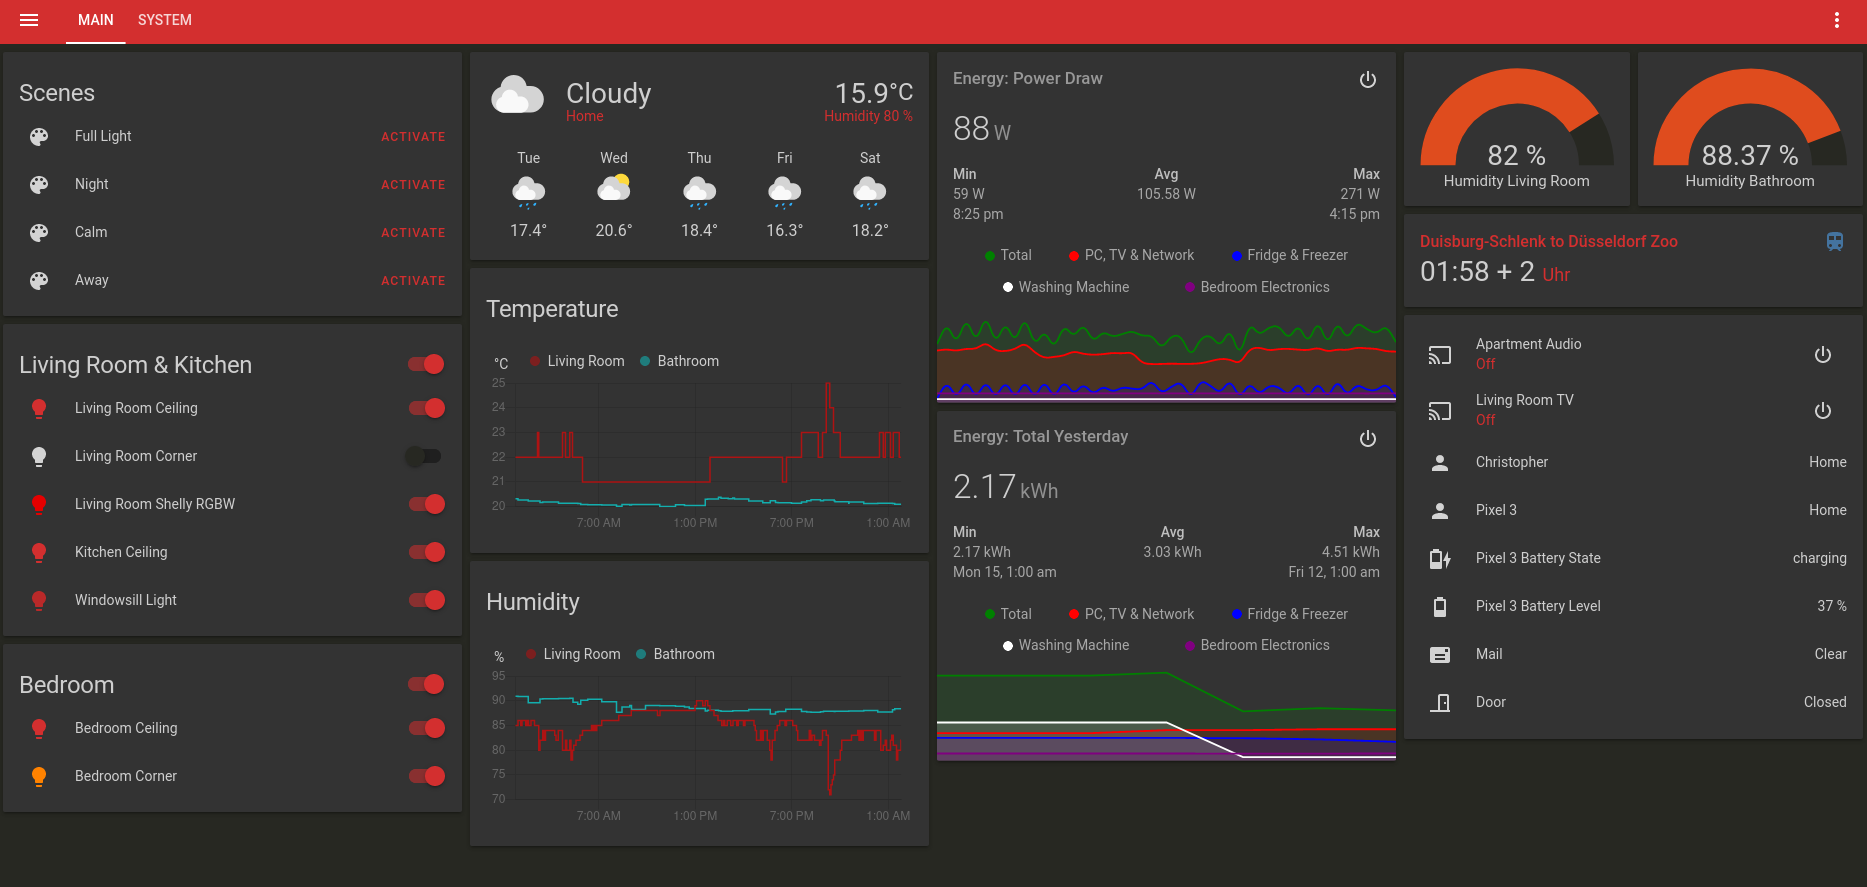 MAIN SYSTEM
Scenes
Full Light ACTIVATE
Night ACTIVATE
Calm ACTIVATE
Away ACTIVATE
Living Room & Kitchen
Living Room Ceiling
Living Room Corner
Living Room Shelly RGBW
Kitchen Ceiling
Windowsill Light
Bedroom
Bedroom Ceiling
Bedroom Corner
Cloudy 15.9°C
Home Humidity 80 %
Tue Wed Thu Fri Sat
17.4° 20.6° 18.4° 16.3° 18.2°
Temperature
°C Living Room Bathroom
25
24
23
22
21
20
7:00 AM 1:00 PM 7:00 PM 1:00 AM
Humidity
% Living Room Bathroom
95
90
85
80
75
70
7:00 AM 1:00 PM 7:00 PM 1:00 AM
Energy: Power Draw
88 W
Min Avg Max
59 W 105.58 W 271 W
8:25 pm 4:15 pm
Total PC, TV & Network Fridge & Freezer
Washing Machine Bedroom Electronics
Energy: Total Yesterday
2.17 kWh
Min Avg Max
2.17 kWh 3.03 kWh 4.51 kWh
Mon 15, 1:00 am Fri 12, 1:00 am
Total PC, TV & Network Fridge & Freezer
Washing Machine Bedroom Electronics
82 %
Humidity Living Room
88.37 %
Humidity Bathroom
Duisburg-Schlenk to Düsseldorf Zoo
01:58 + 2 Uhr
Apartment Audio
Off
Living Room TV
Off
Christopher Home
Pixel 3 Home
Pixel 3 Battery State charging
Pixel 3 Battery Level 37 %
Mail Clear
Door Closed